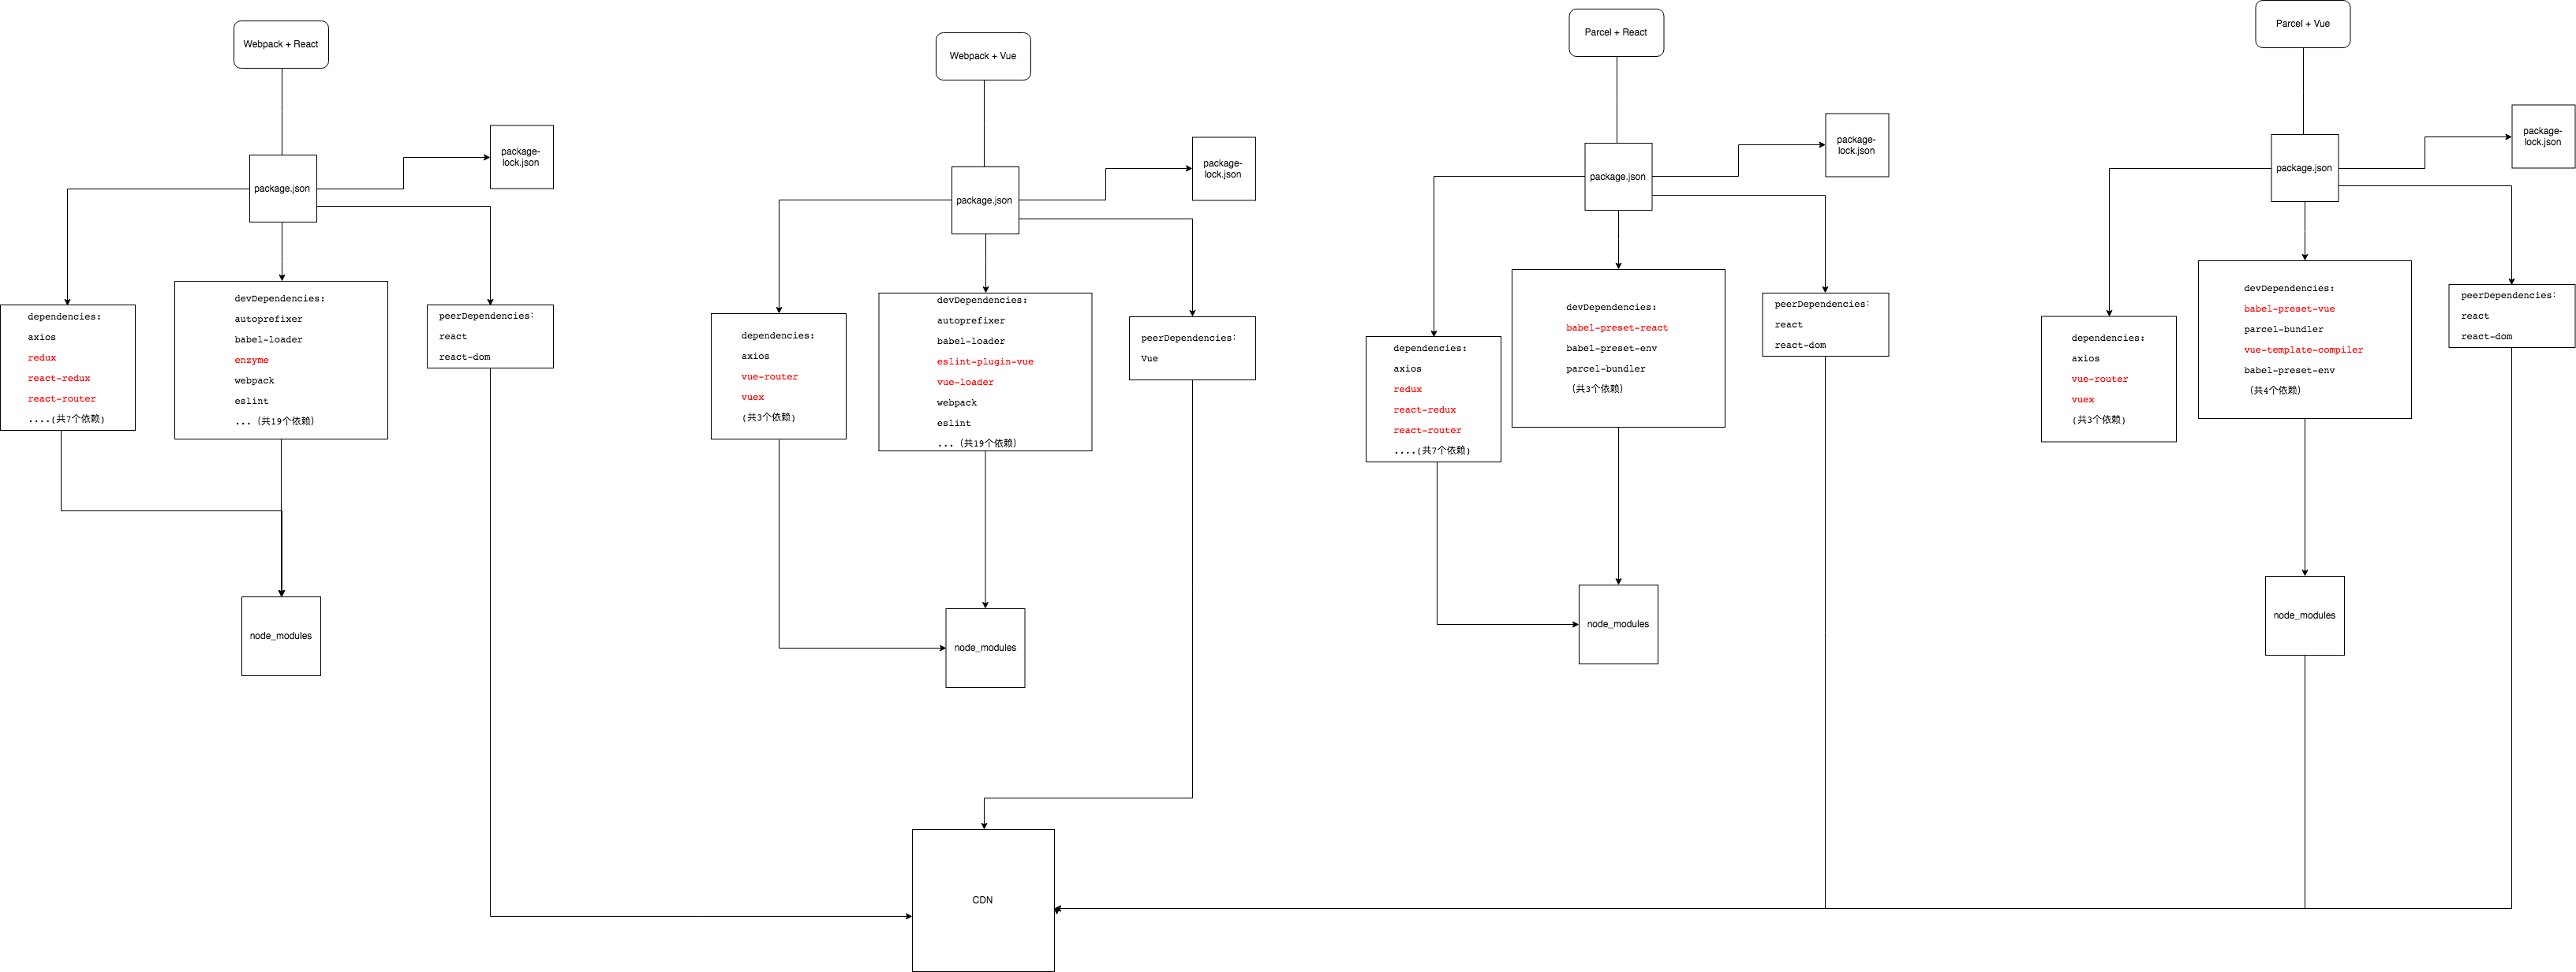 Webpack + React
package.json
package-
lock.json
dependencies:
axios
redux
react-redux
react-router
....(共7个依赖)
devDependencies:
autoprefixer
babel-loader
enzyme
webpack
eslint
... (共19个依赖)
peerDependencies:
react
react-dom
node_modules
Webpack + Vue
package.json
package-
lock.json
dependencies:
axios
vue-router
vuex
(共3个依赖)
devDependencies:
autoprefixer
babel-loader
eslint-plugin-vue
vue-loader
webpack
eslint
... (共19个依赖)
peerDependencies:
Vue
node_modules
CDN
Parcel + React
package.json
package-
lock.json
dependencies:
axios
redux
react-redux
react-router
....(共7个依赖)
devDependencies:
babel-preset-react
babel-preset-env
parcel-bundler
(共3个依赖)
peerDependencies:
react
react-dom
node_modules
Parcel + Vue
package.json
package-
lock.json
dependencies:
axios
vue-router
vuex
(共3个依赖)
devDependencies:
babel-preset-vue
parcel-bundler
vue-template-compiler
babel-preset-env
(共4个依赖)
peerDependencies:
react
react-dom
node_modules